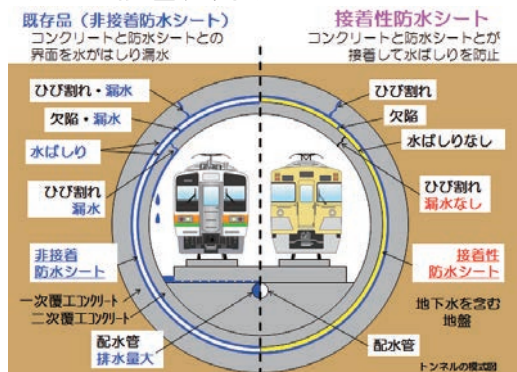 既存品（非接着防水シート）
コンクリートと防水シートとの
界面を水がはしり漏水
接着性防水シート
コンクリートと防水シートとが
接着して水ばしりを防止
ひび割れ・漏水
欠陥・漏水
水ばしり
ひび割れ
漏水
非接着
防水シート
一次覆工コンクリート
二次覆工コンクリート
配水管
排水量大
ひび割れ
欠陥
水ばしりなし
ひび割れ
漏水なし
接着性
防水シート
地下水を含む
地盤
配水管
トンネルの模式図